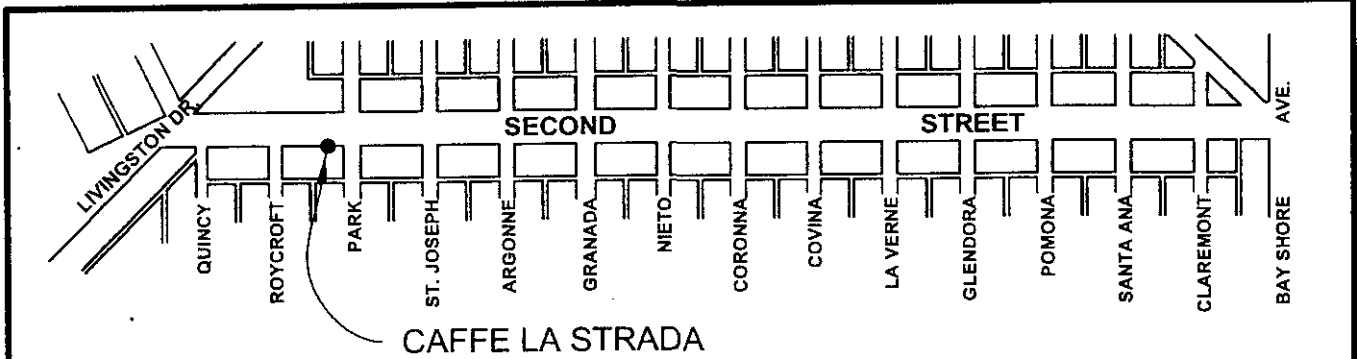 LIVINGSTON DR.
SECOND STREET
AVE.
QUINCY
ROYCROFT
PARK
ST. JOSEPH
ARGONNE
GRANADA
NIETO
CORONNA
COVINA
LA VERNE
GLENDORA
POMONA
SANTA ANA
CLAREMONT
BAY SHORE
CAFFE LA STRADA